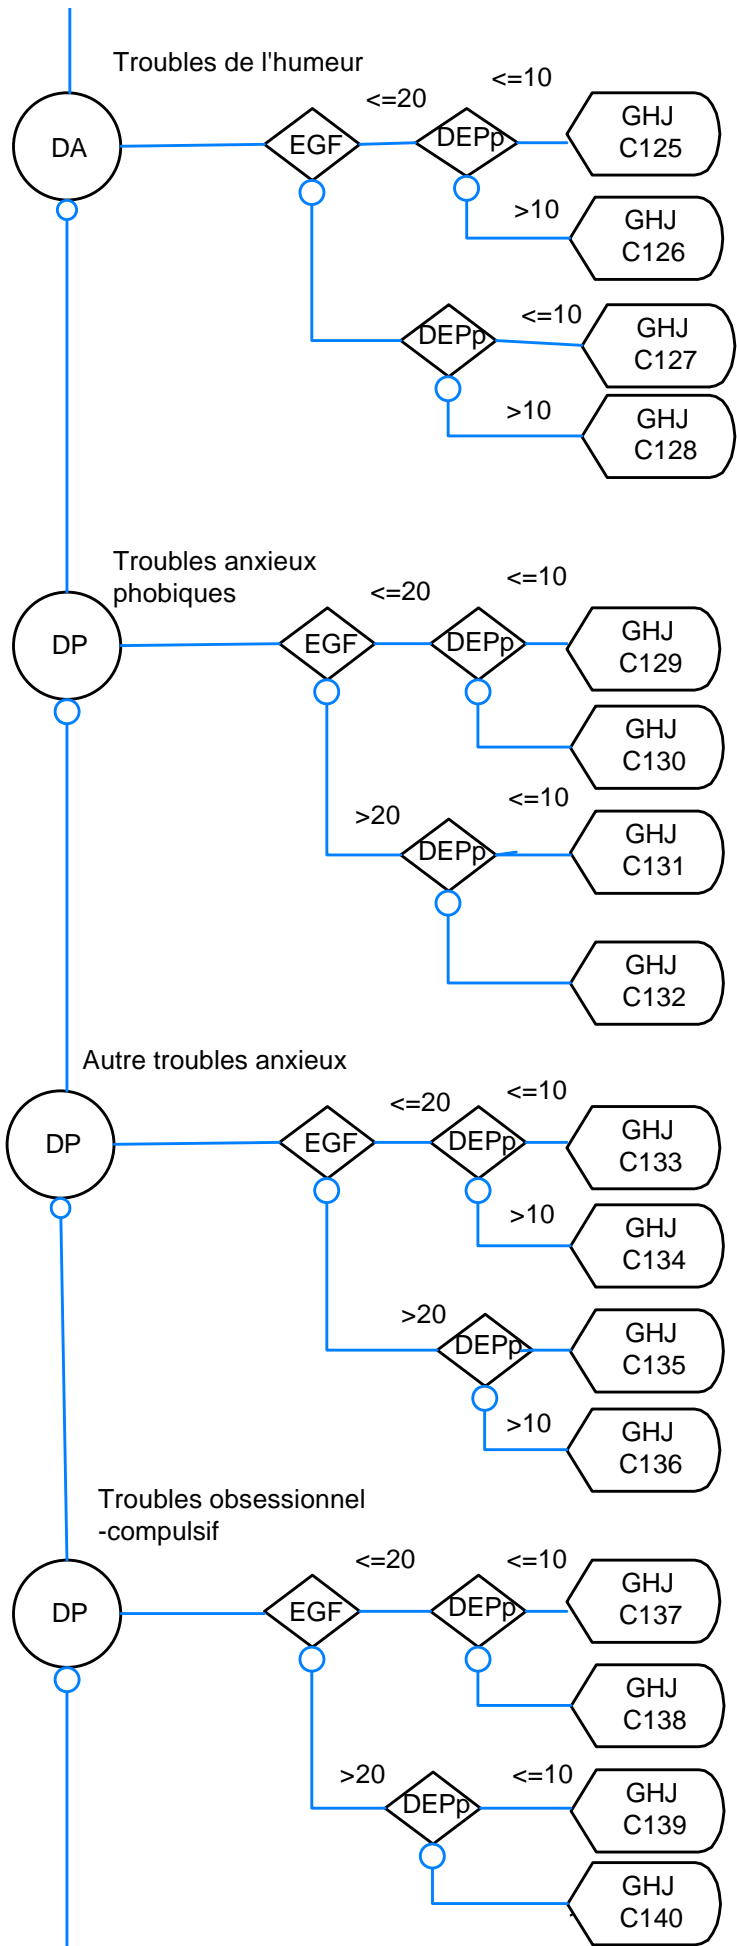 Troubles de l'humeur
<=20
<=10
DA
EGF
DEPp
GHJ
C125
>10
GHJ
C126
DEPp
<=10
GHJ
C127
>10
GHJ
C128
Troubles anxieux
phobiques
<=20
<=10
DP
EGF
DEPp
GHJ
C129
GHJ
C130
>20
DEPp
<=10
GHJ
C131
GHJ
C132
Autre troubles anxieux
<=20
<=10
DP
EGF
DEPp
GHJ
C133
>10
GHJ
C134
>20
DEPp
GHJ
C135
>10
GHJ
C136
Troubles obsessionnel
-compulsif
<=20
<=10
DP
EGF
DEPp
GHJ
C137
GHJ
C138
>20
DEPp
<=10
GHJ
C139
GHJ
C140